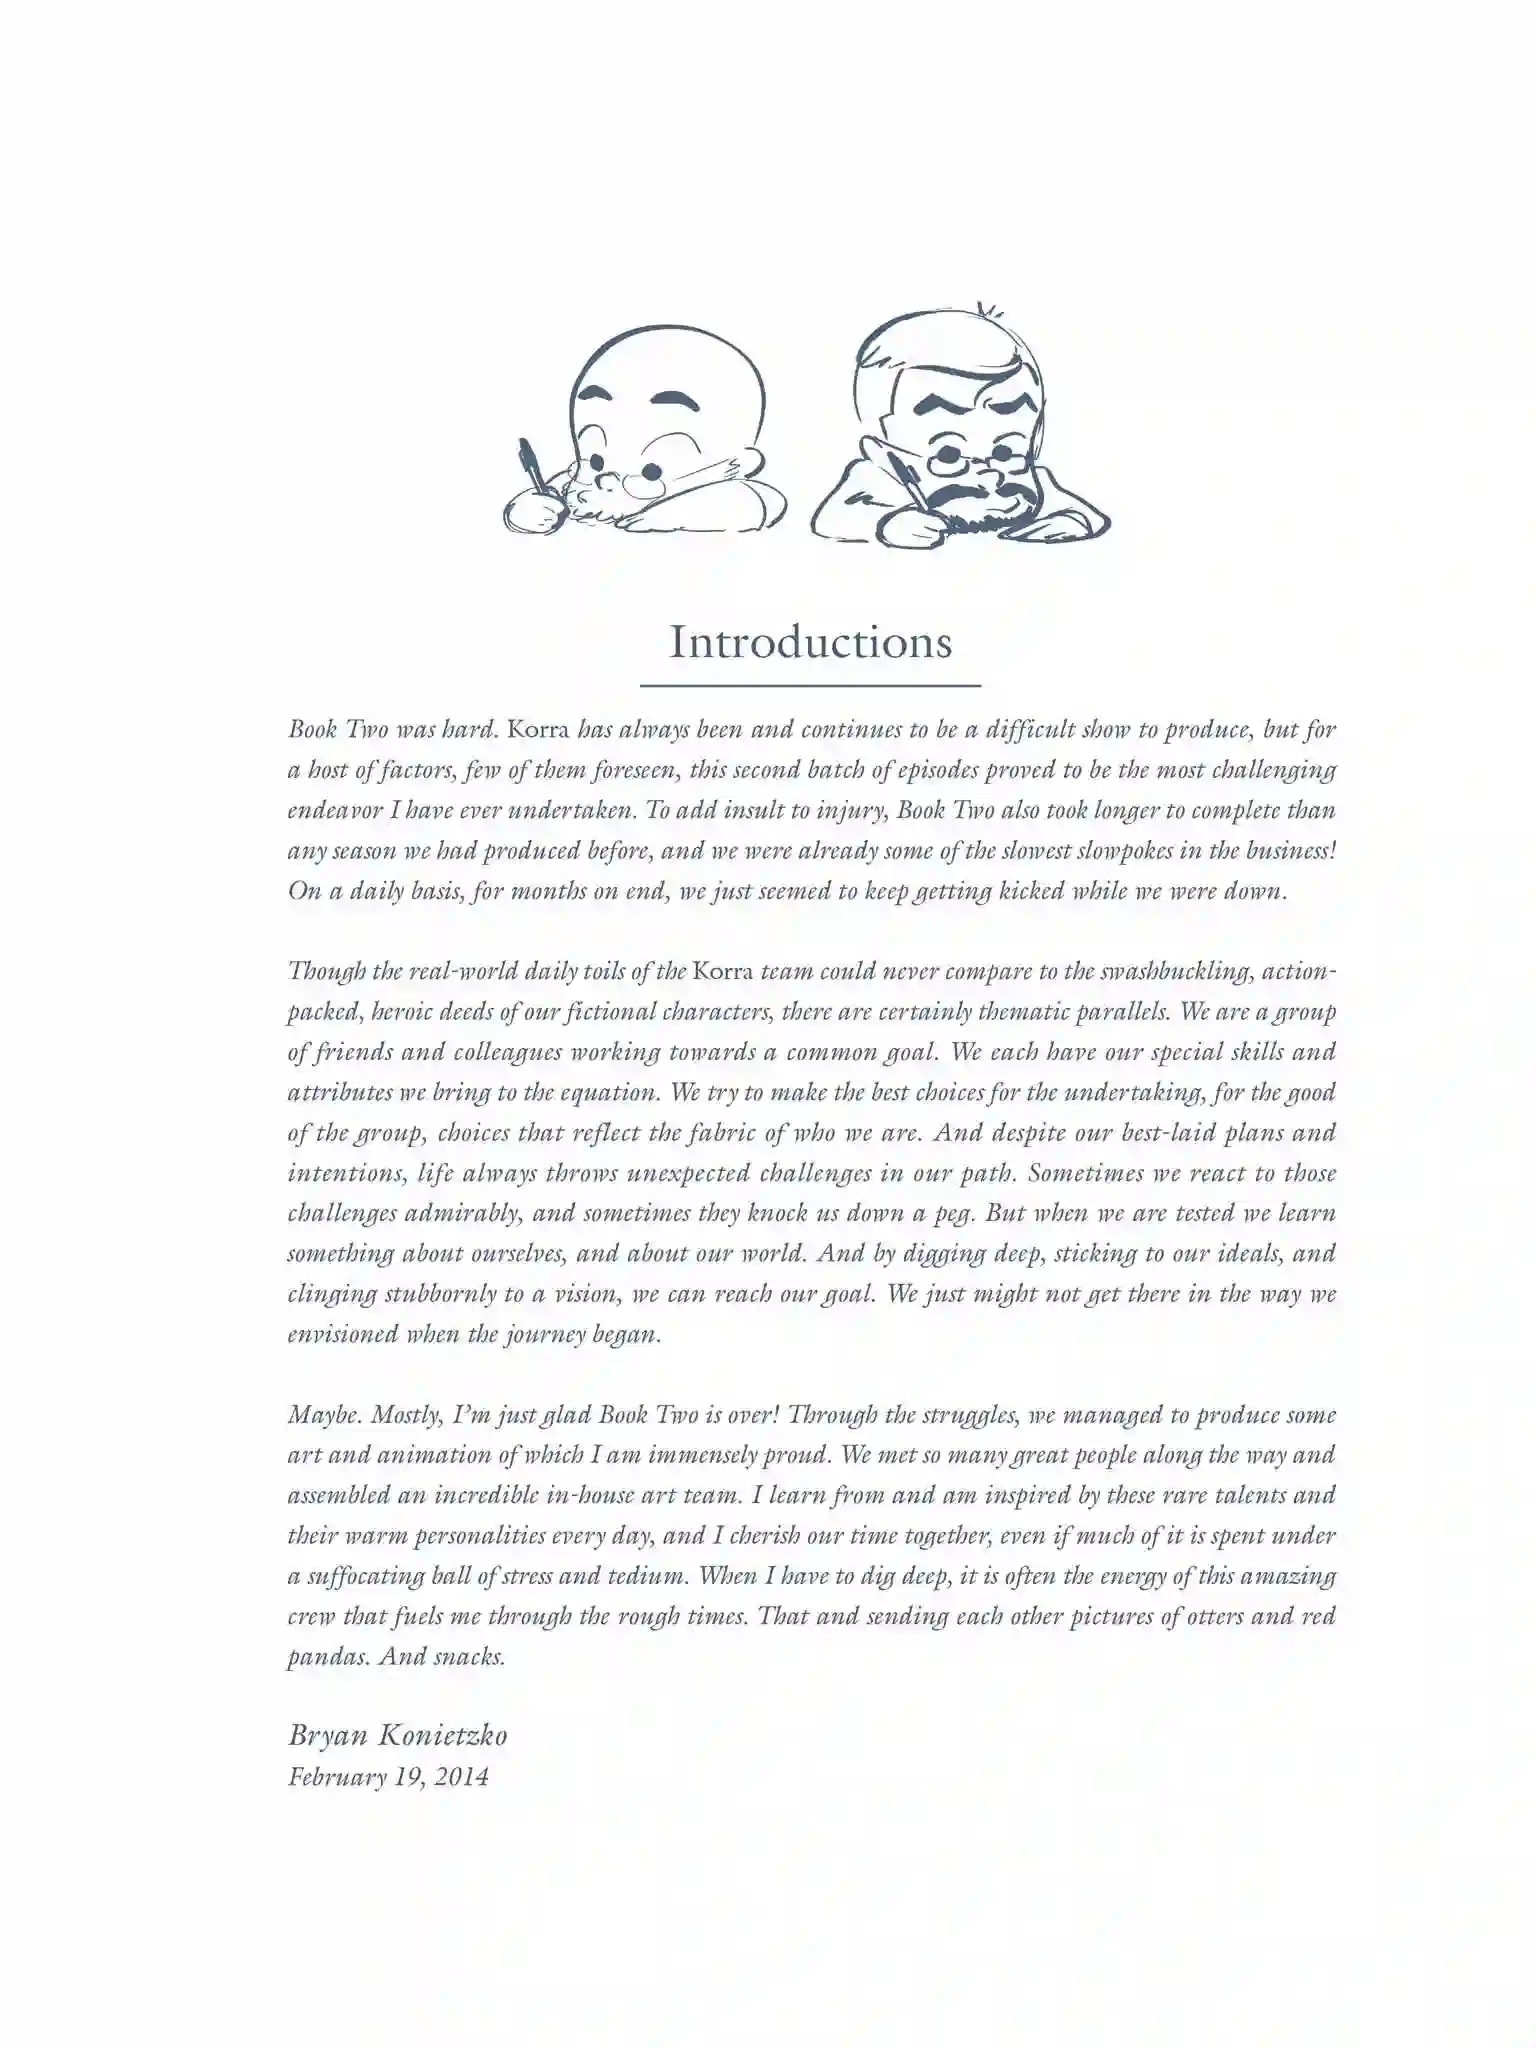 Introductions
Book Two was hard. Korra has always been and continues to be a difficult show to produce, but for
a host of factors, few of them foreseen, this second batch of episodes proved to be the most challenging
endeavor I have ever undertaken. To add insult to injury, Book Two also took longer to complete than
any season we had produced before, and we were already some of the slowest slowpokes in the business!
On a daily basis, for months on end, we just seemed to keep getting kicked while we were down.
Though the real-world daily toils of the Korra team could never compare to the swashbuckling, action-
packed, heroic deeds of our fictional characters, there are certainly thematic parallels. We are a group
of friends and colleagues working towards a common goal. We each have our special skills and
attributes we bring to the equation. We try to make the best choices for the undertaking, for the good
of the group, choices that reflect the fabric of who we are. And despite our best-laid plans and
intentions, life always throws unexpected challenges in our path. Sometimes we react to those
challenges admirably, and sometimes they knock us down a peg. But when we are tested we learn
something about ourselves, and about our world. And by digging deep, sticking to our ideals, and
clinging stubbornly to a vision, we can reach our goal. We just might not get there in the way we
envisioned when the journey began.
Maybe. Mostly, I'm just glad Book Two is over! Through the struggles, we managed to produce some
art and animation of which I am immensely proud. We met so many great people along the way and
assembled an incredible in-house art team. I learn from and am inspired by these rare talents and
their warm personalities every day, and I cherish our time together, even if much of it is spent under
a suffocating ball of stress and tedium. When I have to dig deep, it is often the energy of this amazing
crew that fuels me through the rough times. That and sending each other pictures of otters and red
pandas. And snacks.
Bryan Konietzko
February 19, 2014